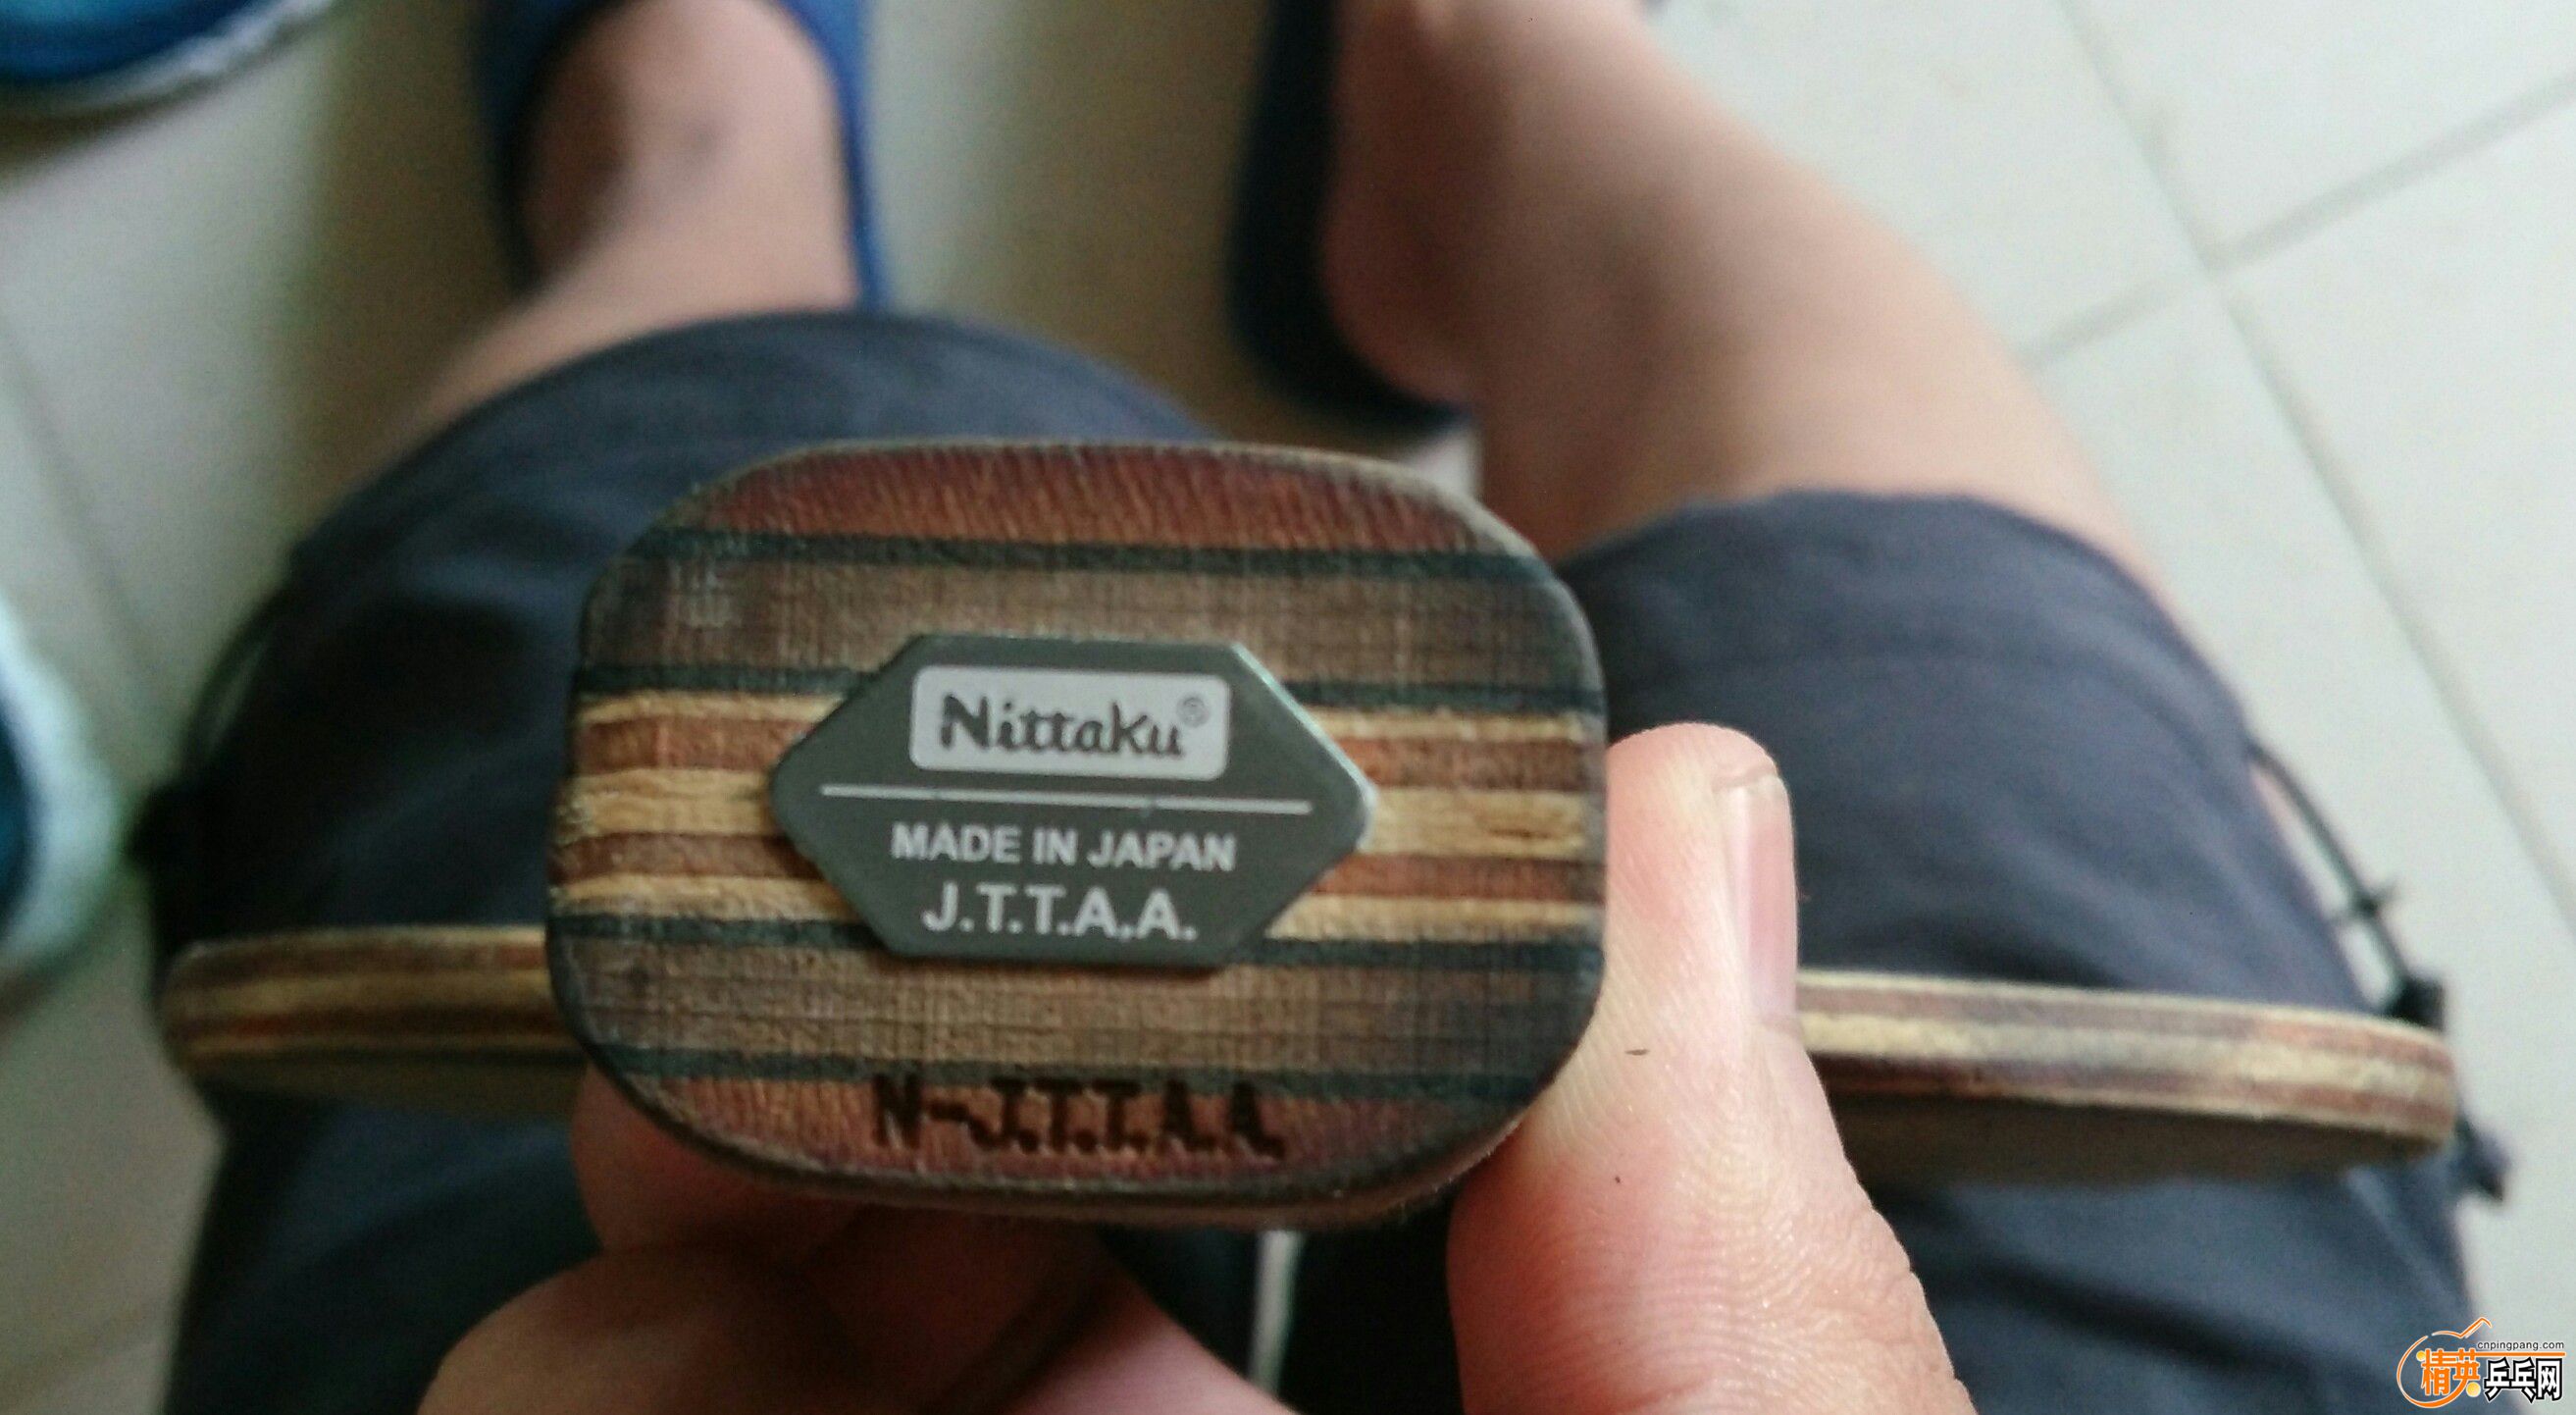 Nittaku®
MADE IN JAPAN
J.T.T.A.A.
N-J.T.T.A.A.
cnpingpang.com
精英乒乓网